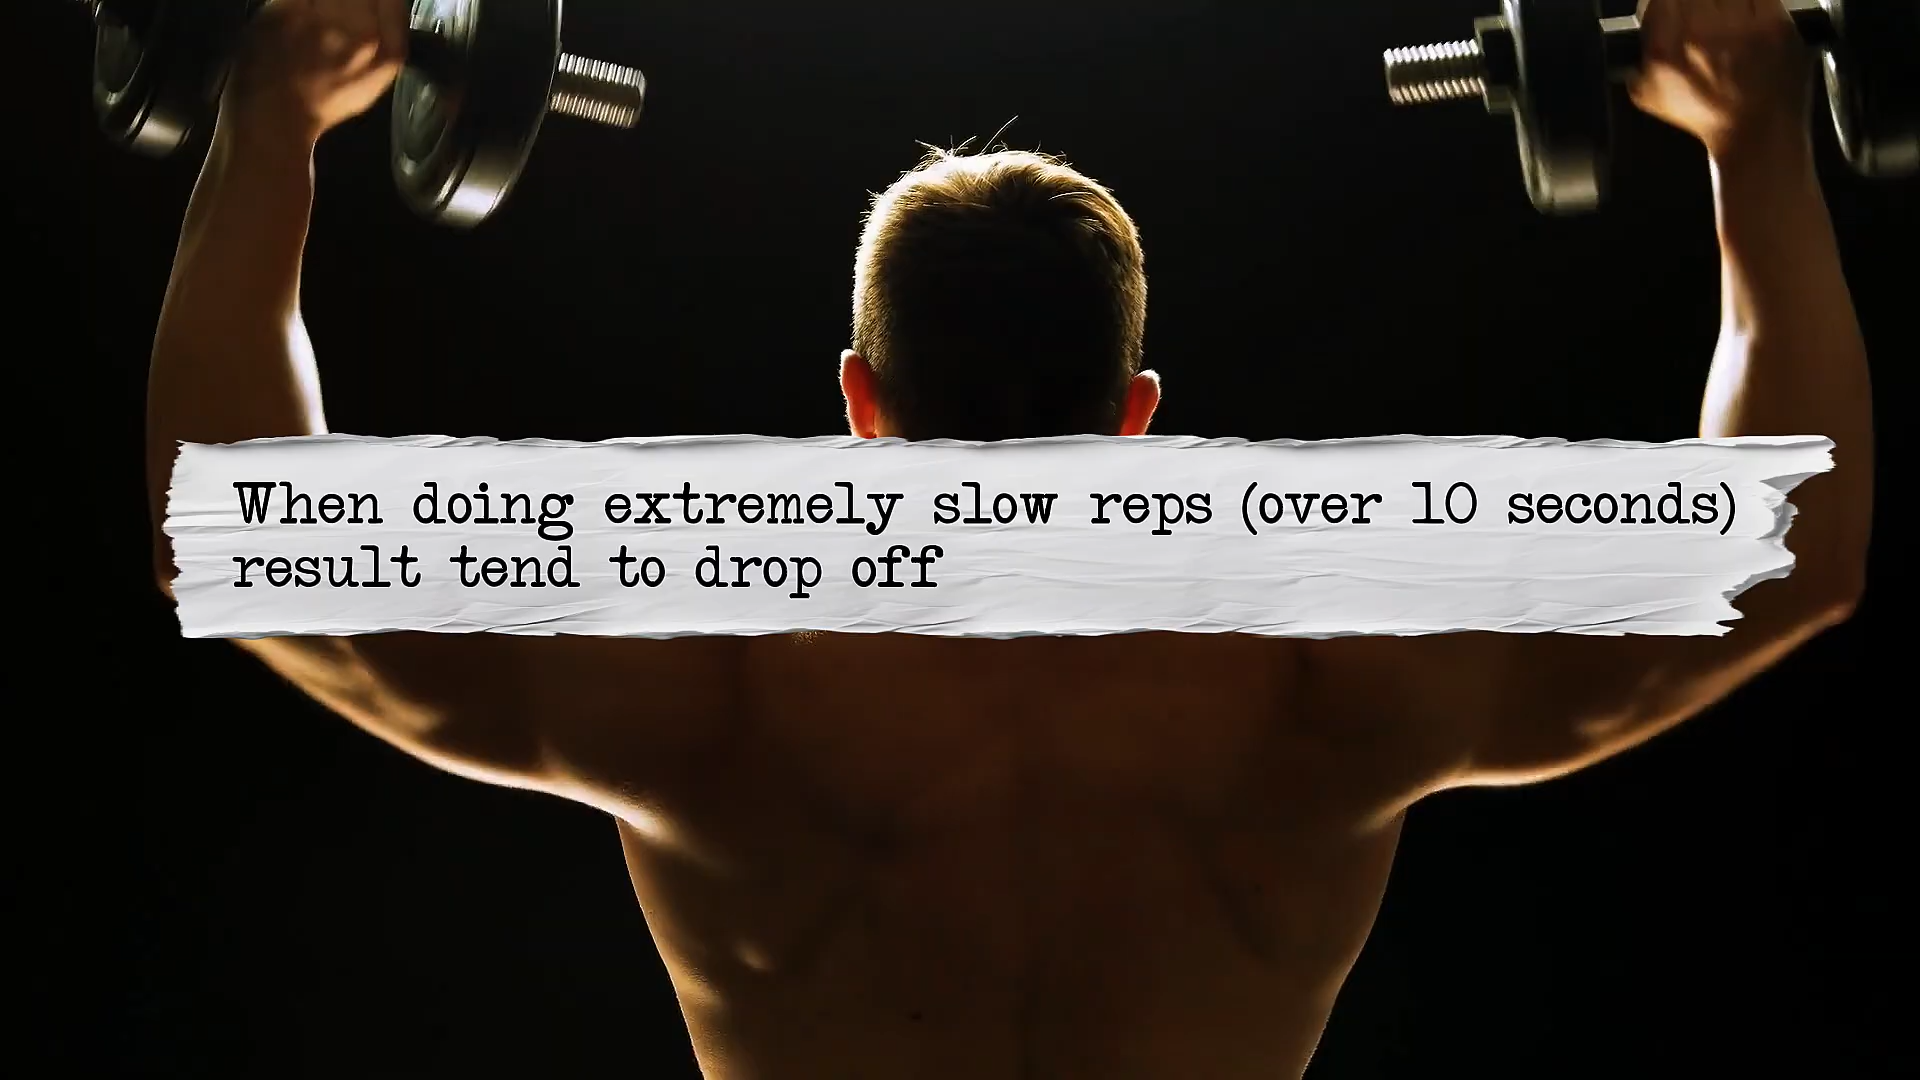 When doing extremely slow reps (over 10 seconds)
result tend to drop off